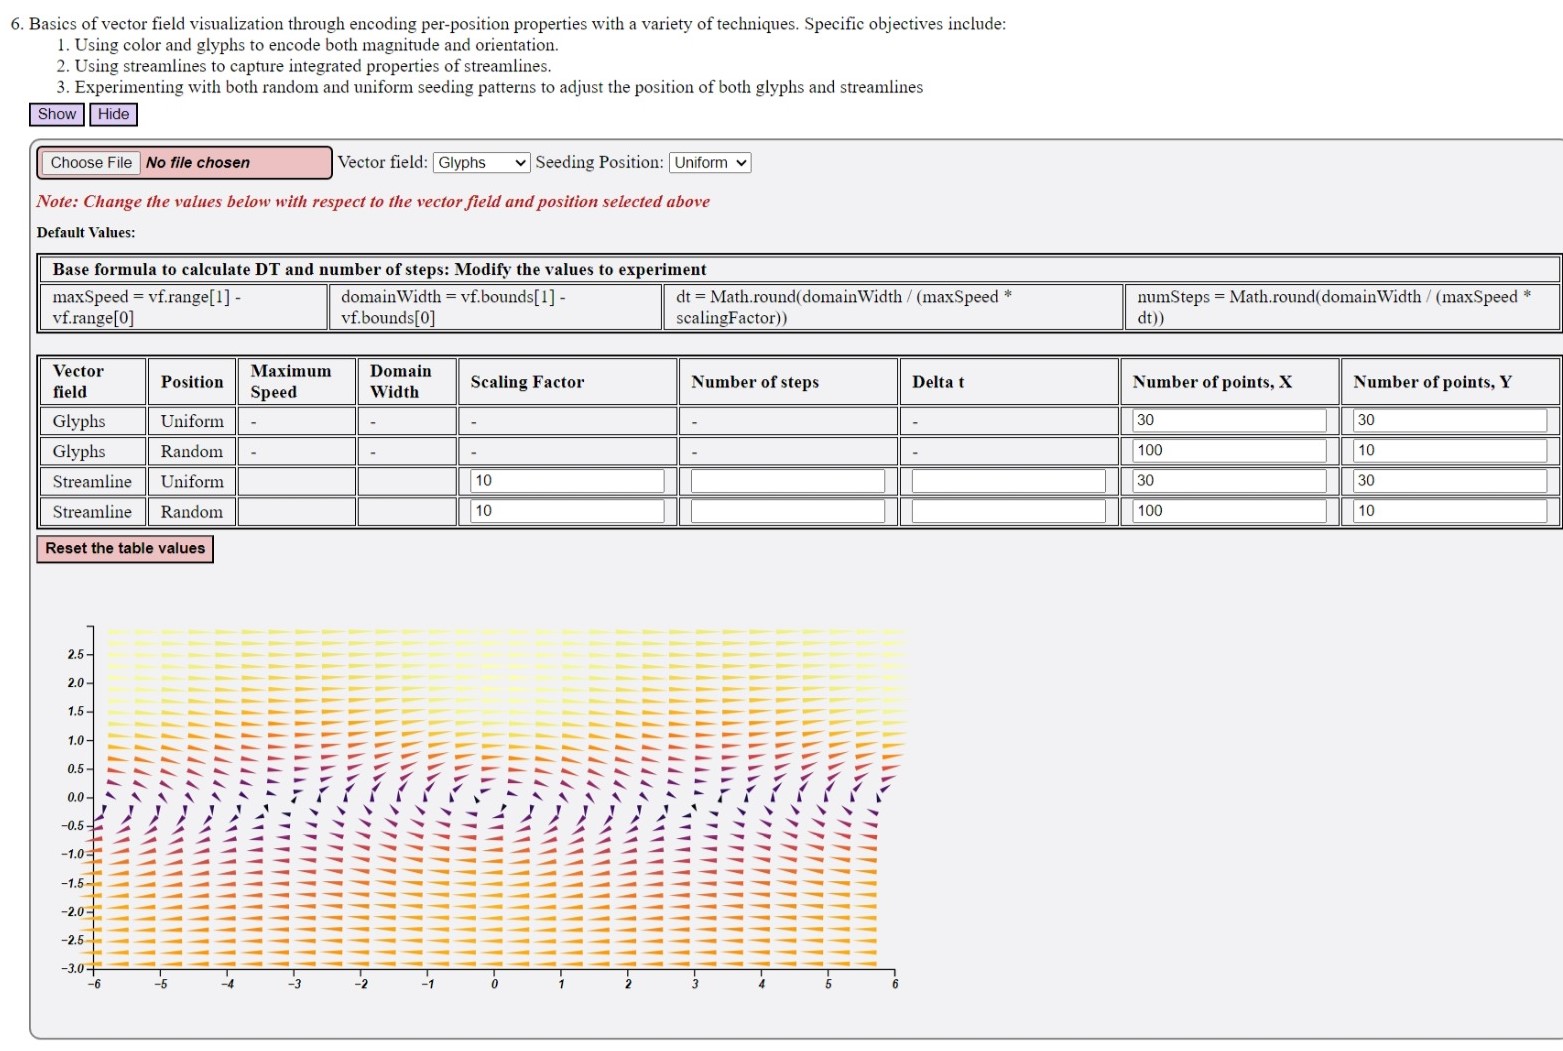 6. Basics of vector field visualization through encoding per-position properties with a variety of techniques. Specific objectives include:
1. Using color and glyphs to encode both magnitude and orientation.
2. Using streamlines to capture integrated properties of streamlines.
3. Experimenting with both random and uniform seeding patterns to adjust the position of both glyphs and streamlines
Show Hide
Choose File No file chosen Vector field: Glyphs Seeding Position: Uniform
Note: Change the values below with respect to the vector field and position selected above
Default Values:
Base formula to calculate DT and number of steps: Modify the values to experiment
maxSpeed = vf.range[1] - domainWidth = vf.bounds[1] - dt = Math.round(domainWidth / (maxSpeed * numSteps = Math.round(domainWidth / (maxSpeed *
vf.range[0] vf.bounds[0] scalingFactor)) dt))
Vector field Position Maximum Speed Domain Width Scaling Factor Number of steps Delta t Number of points, X Number of points, Y
Glyphs Uniform - - - - - 30 30
Glyphs Random - - - - - 100 10
Streamline Uniform 10 30 30
Streamline Random 10 100 10
Reset the table values
2.5
2.0
1.5
1.0
0.5
0.0
−0.5
−1.0
−1.5
−2.0
−2.5
−3.0
−6 −5 −4 −3 −2 −1 0 1 2 3 4 5 6